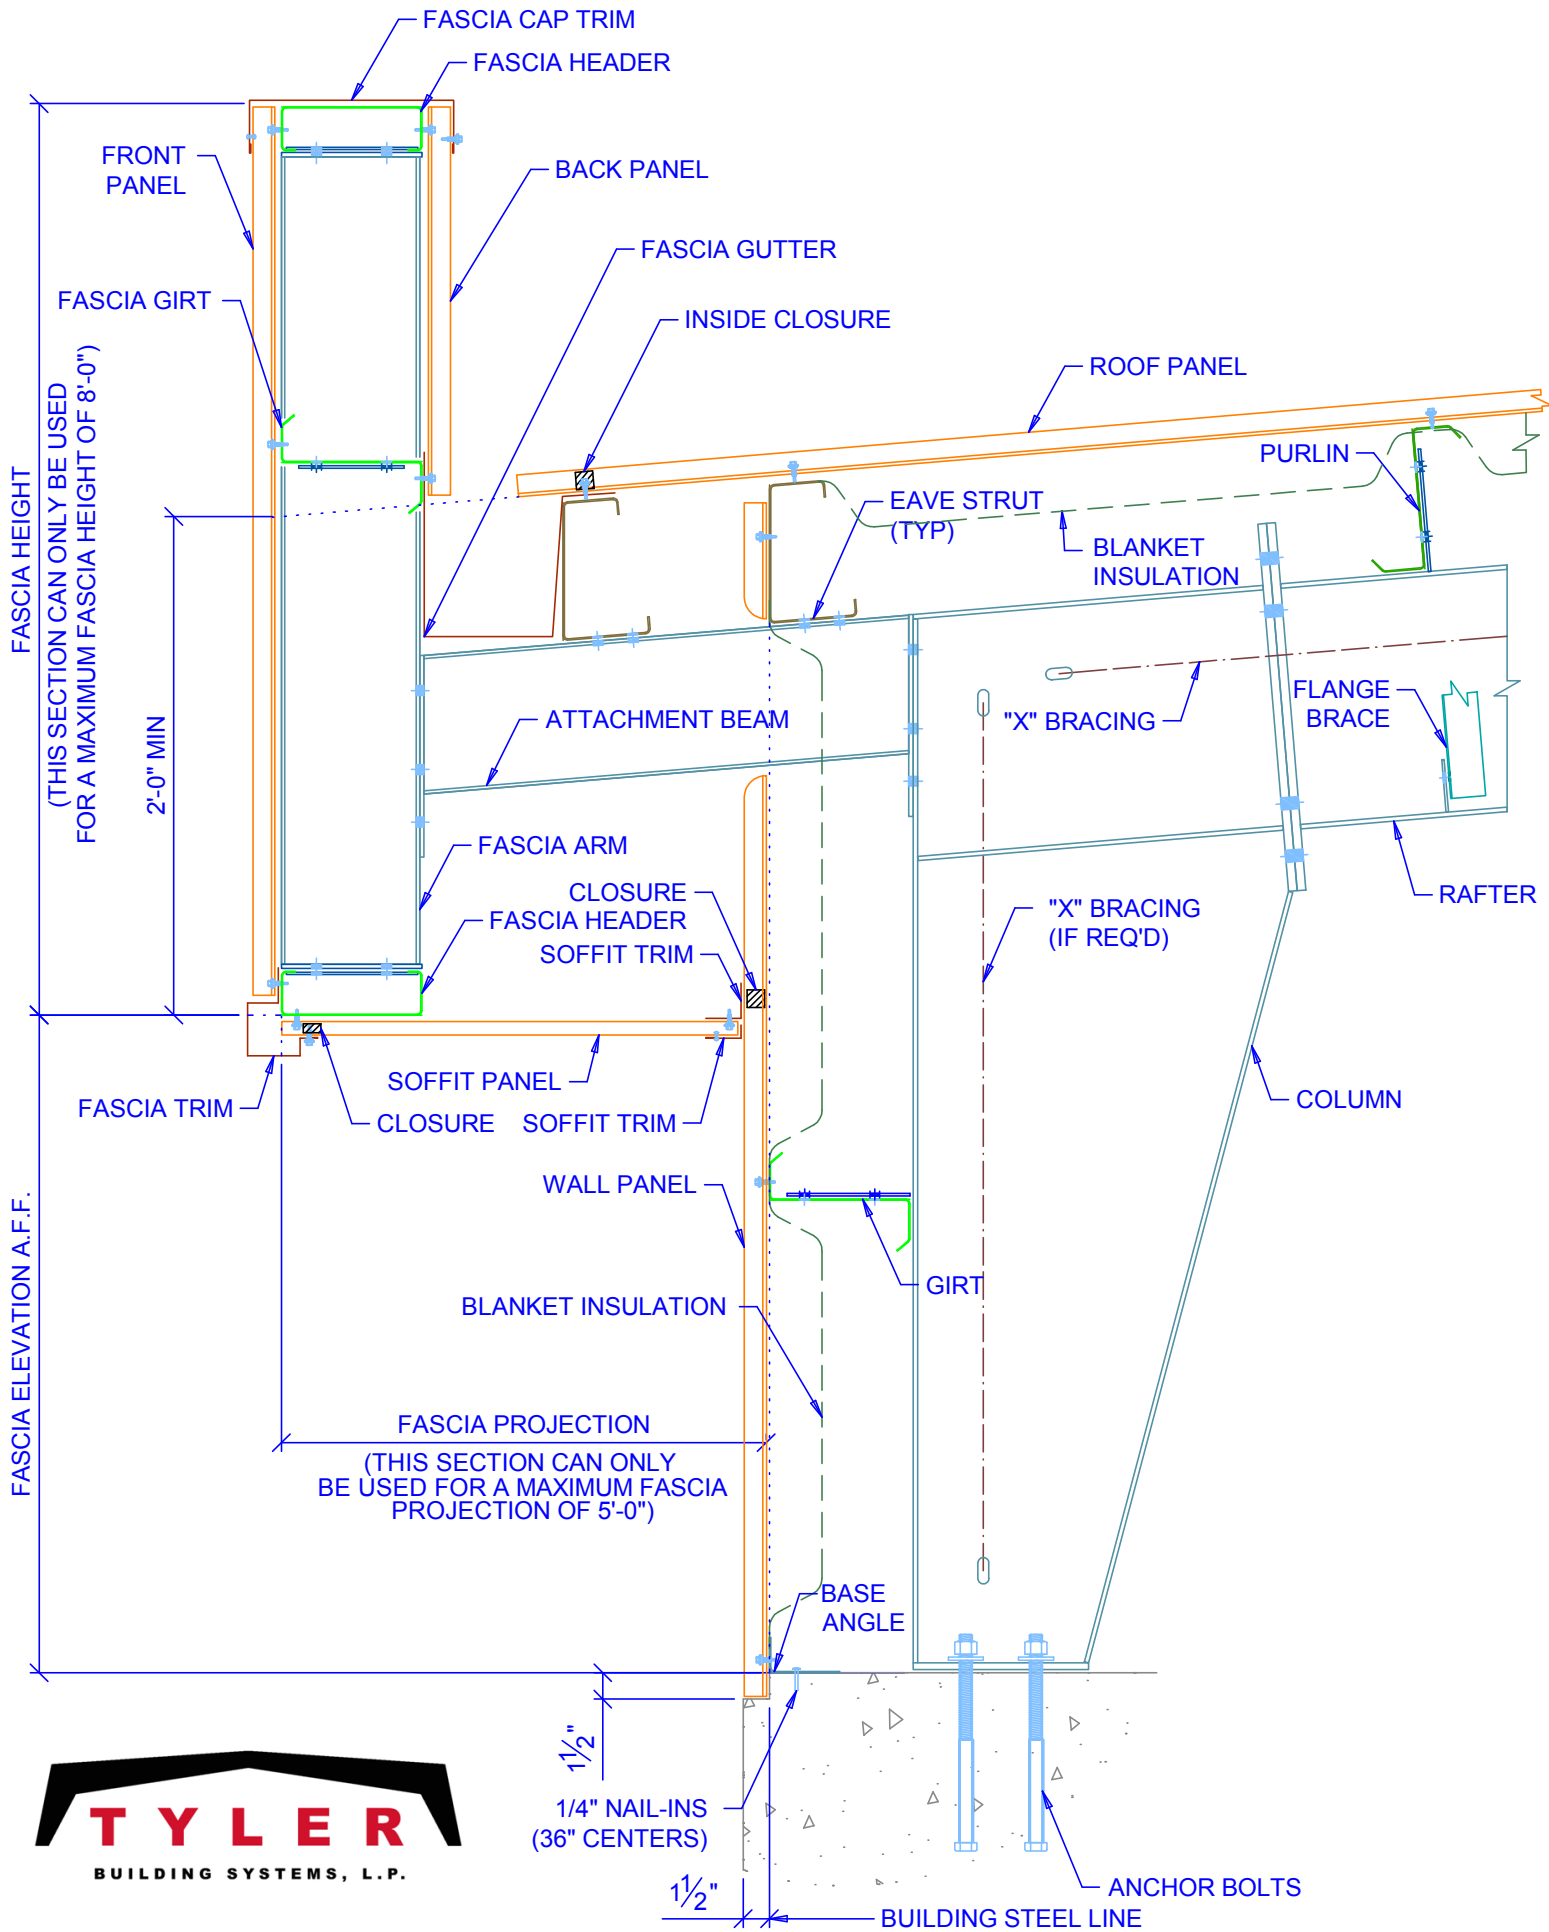 FASCIA CAP TRIM
FASCIA HEADER
FRONT
PANEL
BACK PANEL
FASCIA GUTTER
FASCIA GIRT
INSIDE CLOSURE
ROOF PANEL
FASCIA HEIGHT
(THIS SECTION CAN ONLY BE USED
FOR A MAXIMUM FASCIA HEIGHT OF 8'-0")
PURLIN
EAVE STRUT
(TYP)
BLANKET
INSULATION
2'-0" MIN
ATTACHMENT BEAM
"X" BRACING
FLANGE
BRACE
FASCIA ARM
CLOSURE
FASCIA HEADER
SOFFIT TRIM
"X" BRACING
(IF REQ'D)
RAFTER
SOFFIT PANEL
FASCIA TRIM
CLOSURE
SOFFIT TRIM
COLUMN
WALL PANEL
GIRT
BLANKET INSULATION
FASCIA ELEVATION A.F.F.
FASCIA PROJECTION
(THIS SECTION CAN ONLY
BE USED FOR A MAXIMUM FASCIA
PROJECTION OF 5'-0")
BASE
ANGLE
1 1/2"
1/4" NAIL-INS
(36" CENTERS)
TYLER
BUILDING SYSTEMS, L.P.
1 1/2"
ANCHOR BOLTS
BUILDING STEEL LINE